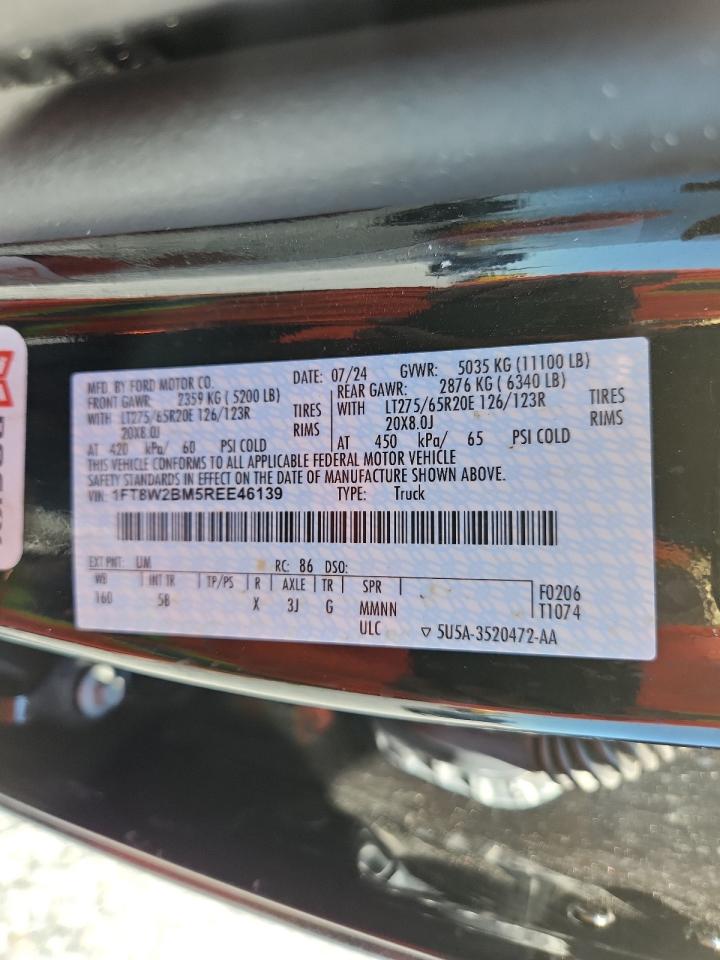 MFD. BY FORD MOTOR CO.
DATE: 07/24 GVWR: 5035 KG (11100 LB)
FRONT GAWR: 2359 KG ( 5200 LB)
REAR GAWR: 2876 KG ( 6340 LB)
WITH LT275/65R20E 126/123R TIRES
WITH LT275/65R20E 126/123R TIRES
20X8.0J RIMS
20X8.0J RIMS
AT 420 kPa/ 60 PSI COLD
AT 450 kPa/ 65 PSI COLD
THIS VEHICLE CONFORMS TO ALL APPLICABLE FEDERAL MOTOR VEHICLE
SAFETY STANDARDS IN EFFECT ON THE DATE OF MANUFACTURE SHOWN ABOVE.
VIN: 1FT8W2BM5REE46139 TYPE: Truck
EXT PNT: UM RC: 86 DSO:
WB INT TR TP/PS R AXLE TR SPR
160 5B X 3J G MMNN
ULC
F0206
T1074
▽ 5U5A-3520472-AA